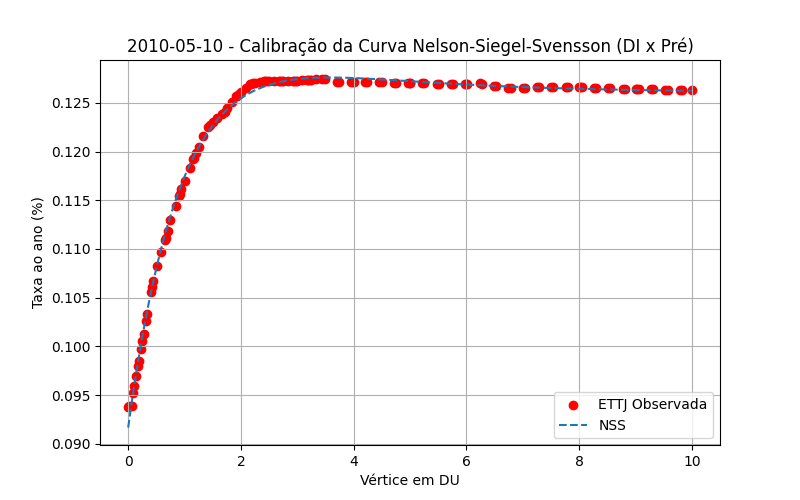 2010-05-10 - Calibração da Curva Nelson-Siegel-Svensson (DI x Pré)
Taxa ao ano (%)
0.125
0.120
0.115
0.110
0.105
0.100
0.095
0.090
ETTJ Observada
NSS
0 2 4 6 8 10
Vértice em DU